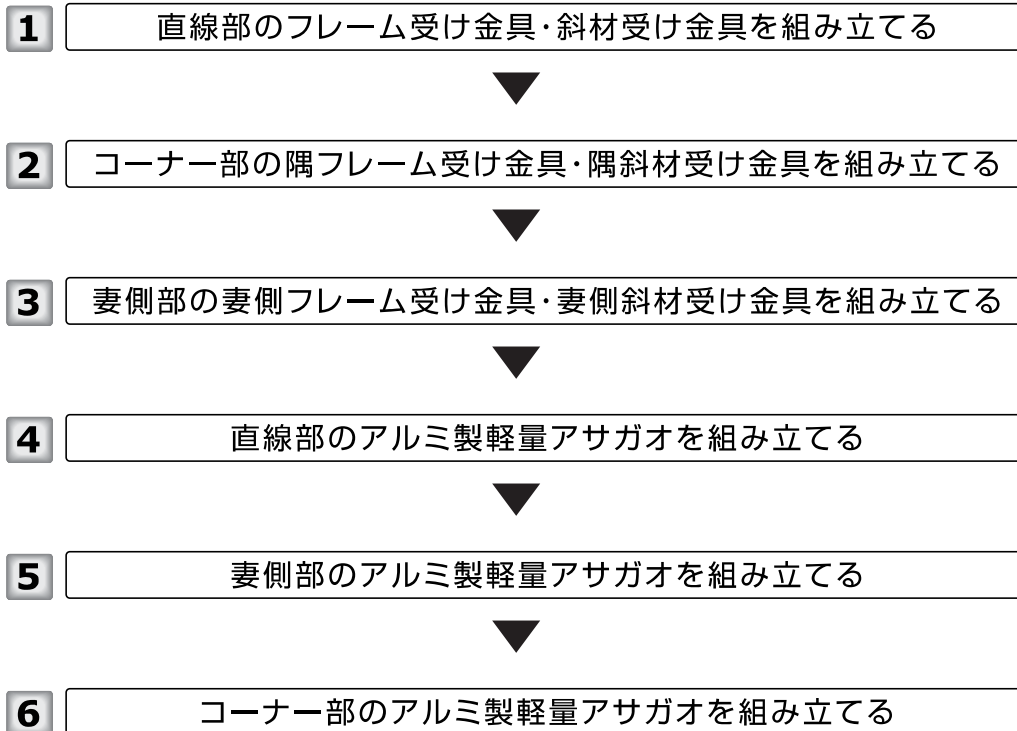 1 直線部のフレーム受け金具・斜材受け金具を組み立てる
2 コーナー部の隅フレーム受け金具・隅斜材受け金具を組み立てる
3 妻側部の妻側フレーム受け金具・妻側斜材受け金具を組み立てる
4 直線部のアルミ製軽量アサガオを組み立てる
5 妻側部のアルミ製軽量アサガオを組み立てる
6 コーナー部のアルミ製軽量アサガオを組み立てる